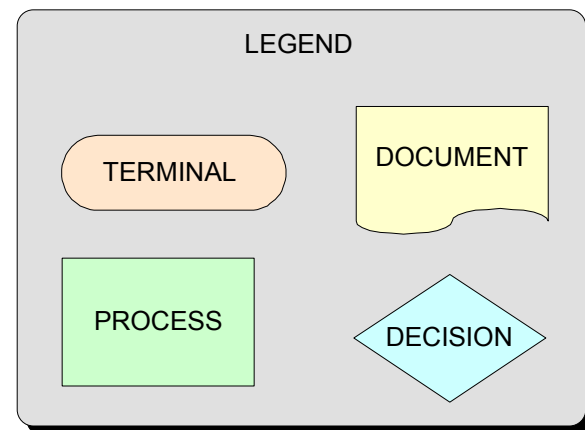 LEGEND
TERMINAL
DOCUMENT
PROCESS
DECISION